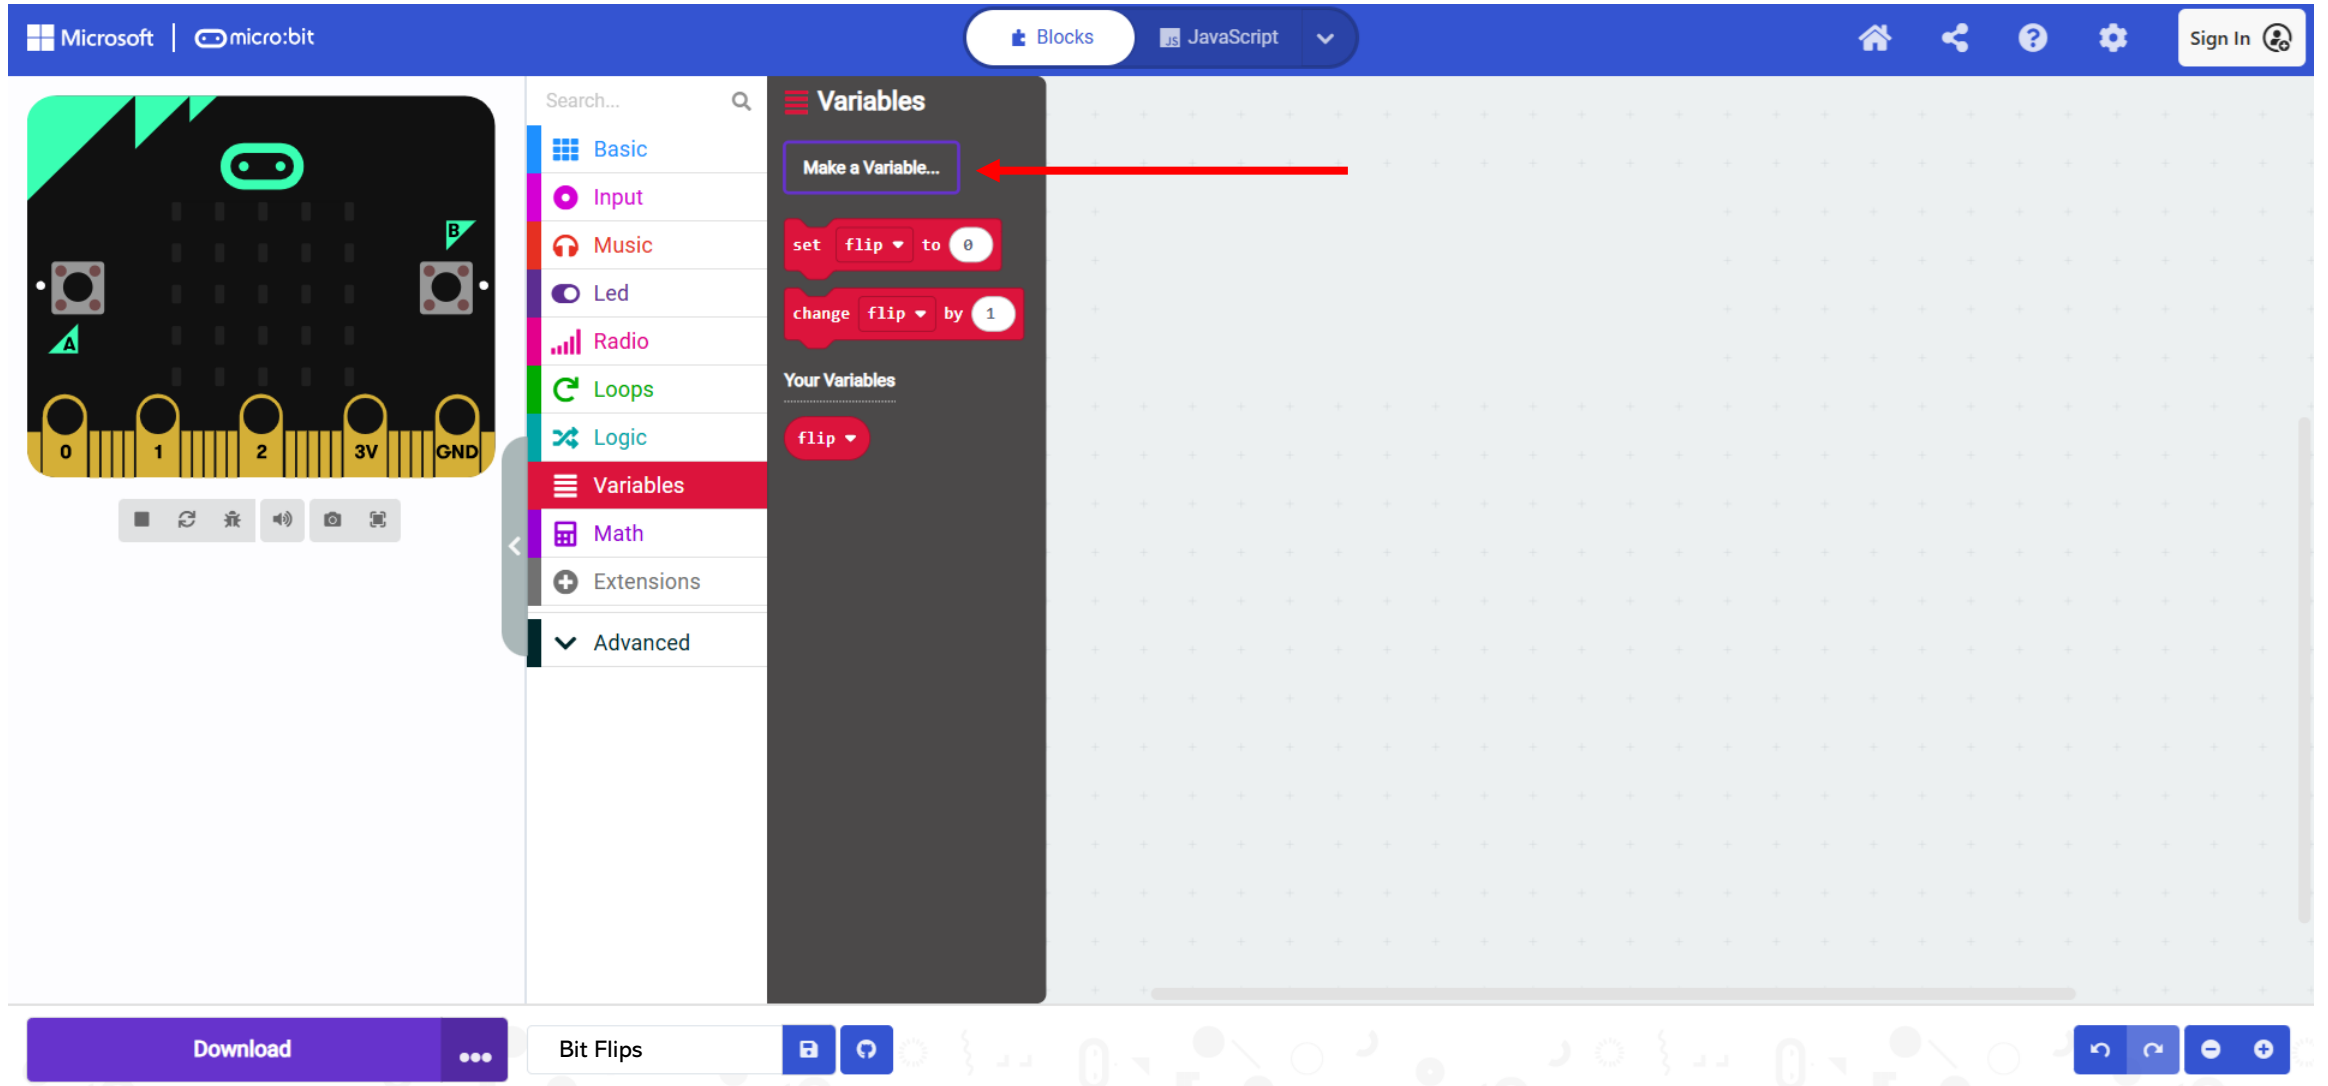 Microsoft micro:bit
Blocks
JS JavaScript
Sign In
B
A
0 1 2 3V GND
Search...
Basic
Input
Music
Led
Radio
Loops
Logic
Variables
Math
Extensions
Advanced
Variables
Make a Variable...
set flip to 0
change flip by 1
Your Variables
flip
Download
Bit Flips